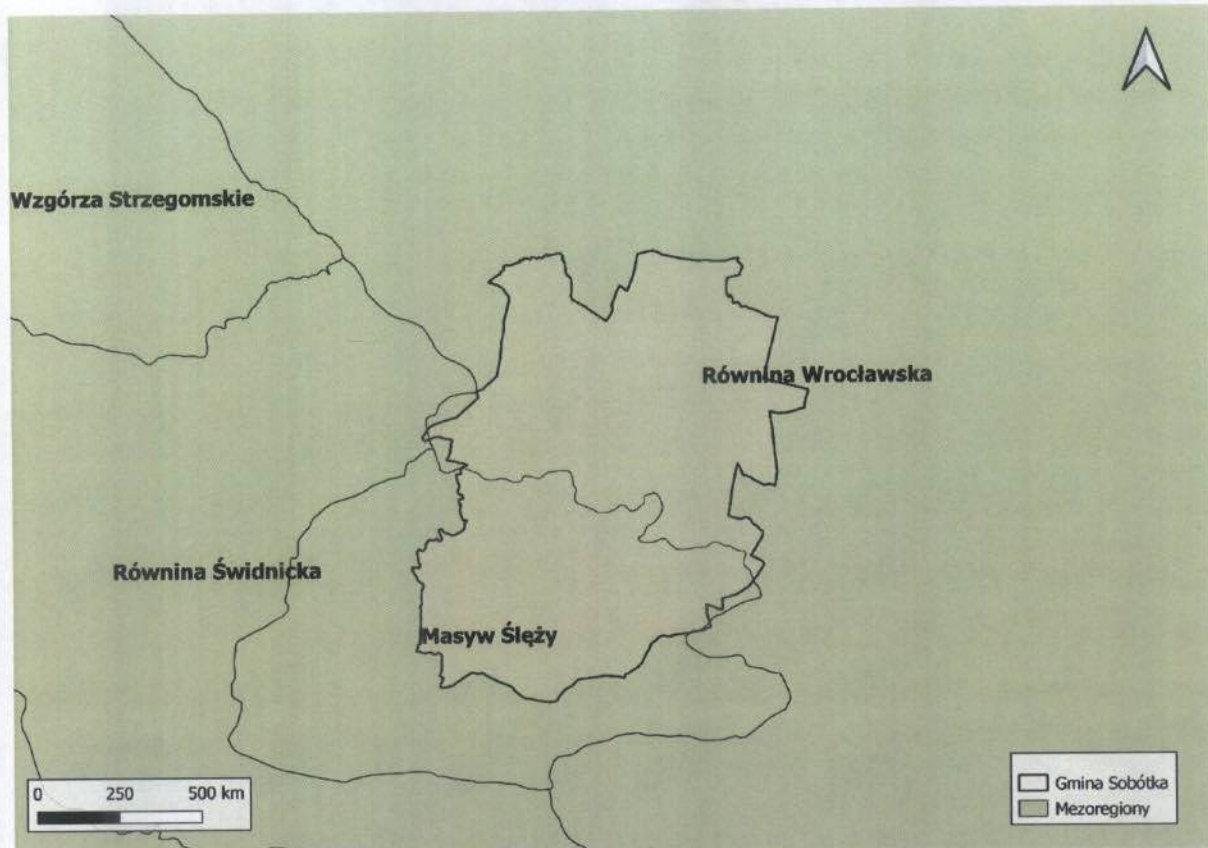 Wzgórza Strzegomskie
Równina Wrocławska
Równina Świdnicka
Masyw Ślęży
0 250 500 km
Gmina Sobótka
Mezoregiony